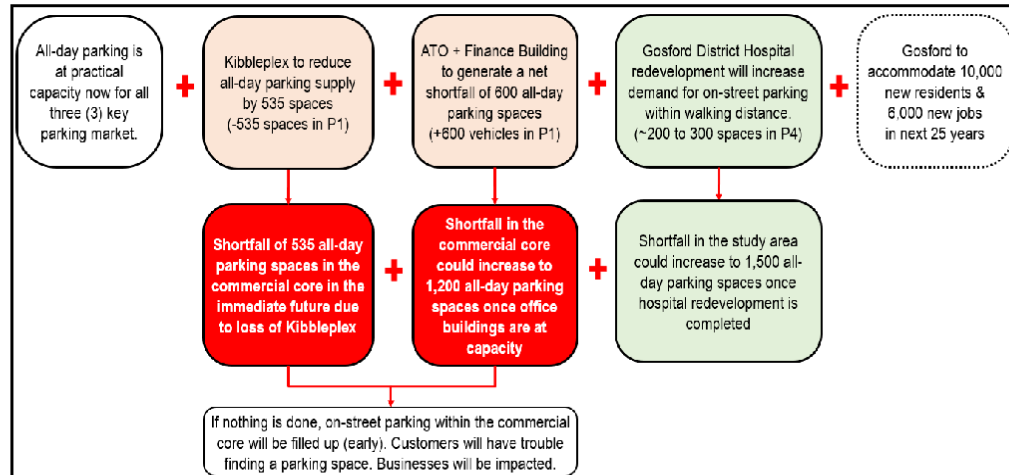 All-day parking is
at practical
capacity now for all
three (3) key
parking market.
+
Kibbleplex to reduce
all-day parking supply
by 535 spaces
(-535 spaces in P1)
+
ATO + Finance Building
to generate a net
shortfall of 600 all-day
parking spaces
(+600 vehicles in P1)
+
Gosford District Hospital
redevelopment will increase
demand for on-street parking
within walking distance.
(~200 to 300 spaces in P4)
+
Gosford to
accommodate 10,000
new residents &
6,000 new jobs
in next 25 years
Shortfall of 535 all-day
parking spaces in the
commercial core in the
immediate future due
to loss of Kibbleplex
+
Shortfall in the
commercial core
could increase to
1,200 all-day parking
spaces once office
buildings are at
capacity
+
Shortfall in the study area
could increase to 1,500 all-
day parking spaces once
hospital redevelopment is
completed
If nothing is done, on-street parking within the commercial
core will be filled up (early). Customers will have trouble
finding a parking space. Businesses will be impacted.